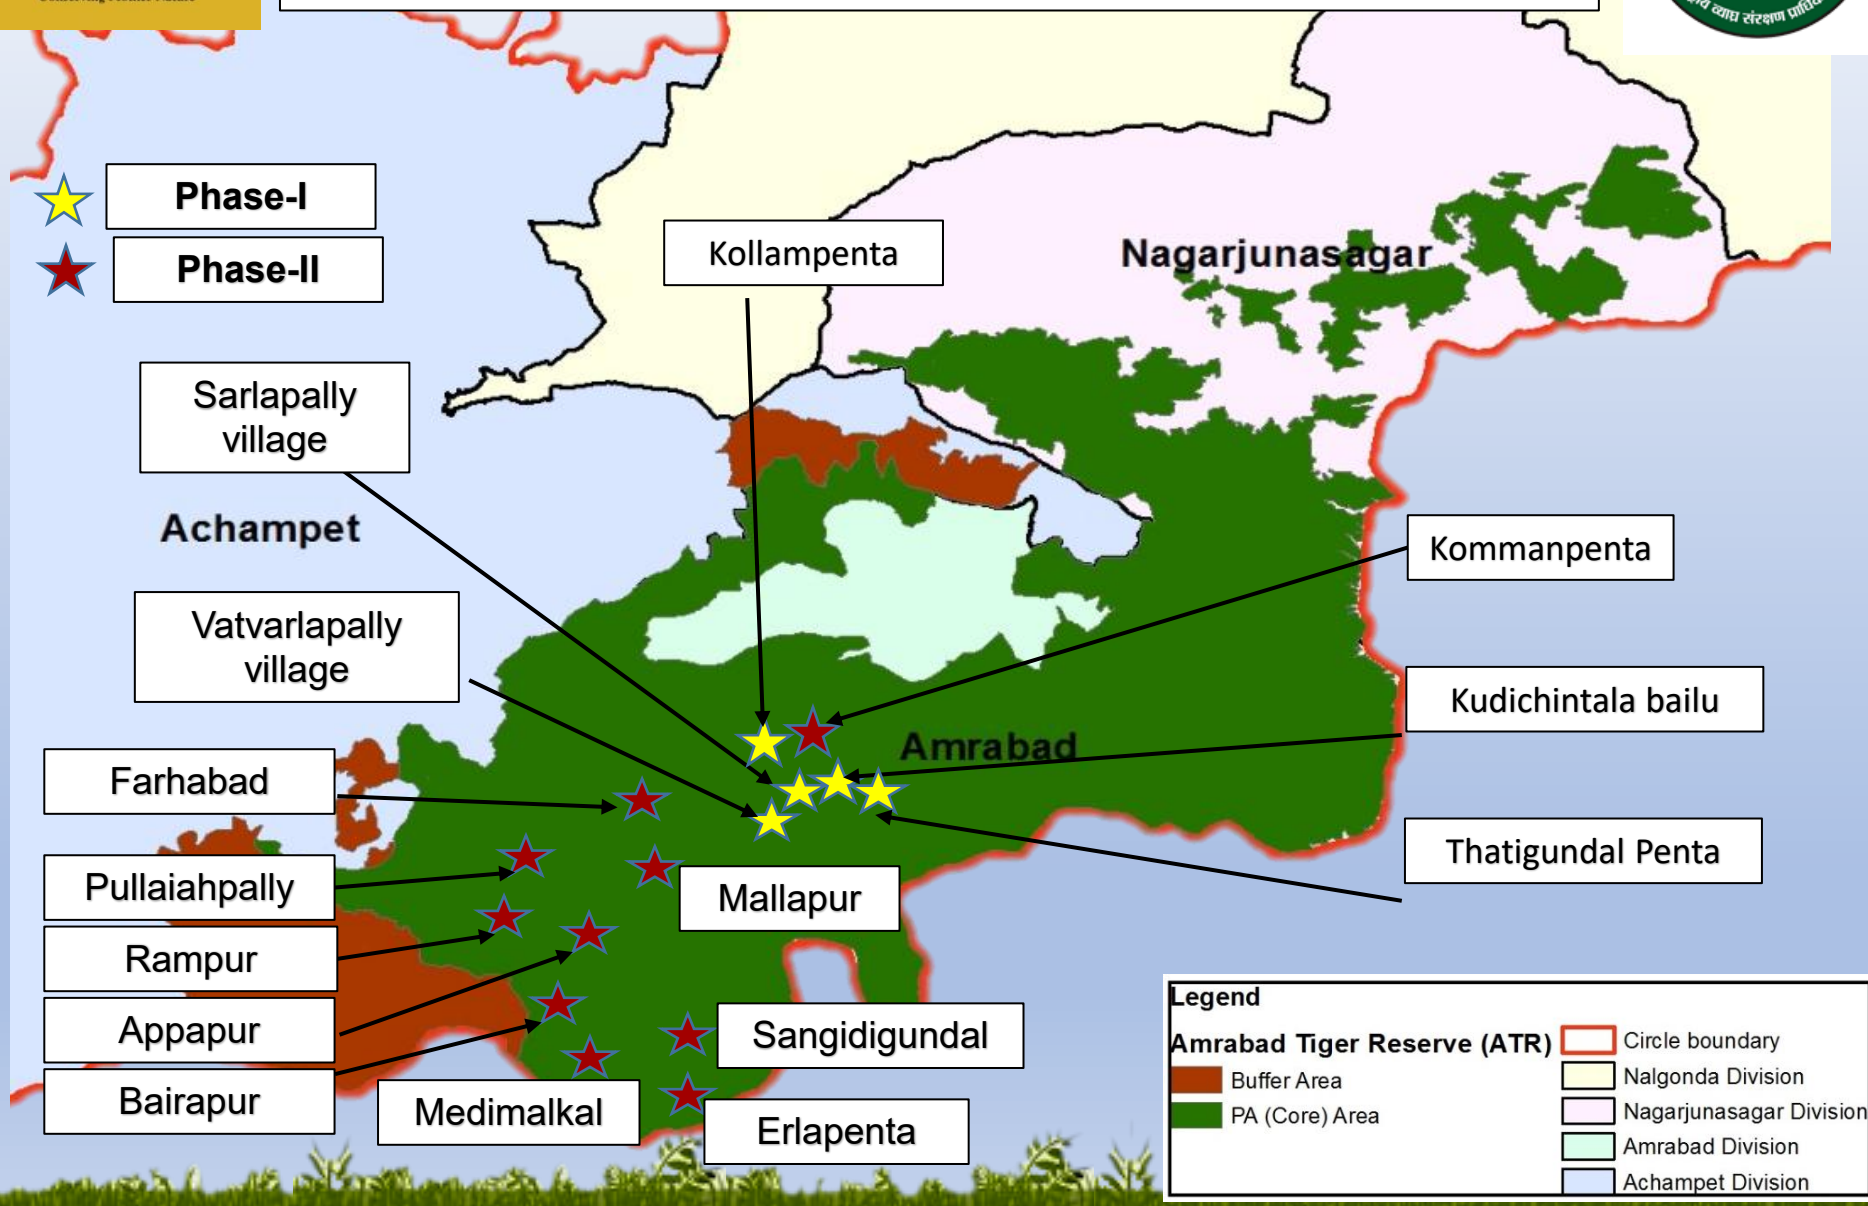 व्याघ्र संरक्षण
Phase-I
Phase-II
Kollampenta
Nagarjunasagar
Sarlapally
village
Achampet
Kommanpenta
Vatvarlapally
village
Kudichintala bailu
Amrabad
Farhabad
Thatigundal Penta
Pullaiahpally
Mallapur
Rampur
Appapur
Sangidigundal
Bairapur
Medimalkal
Erlapenta
Legend
Amrabad Tiger Reserve (ATR)
Buffer Area
PA (Core) Area
Circle boundary
Nalgonda Division
Nagarjunasagar Division
Amrabad Division
Achampet Division